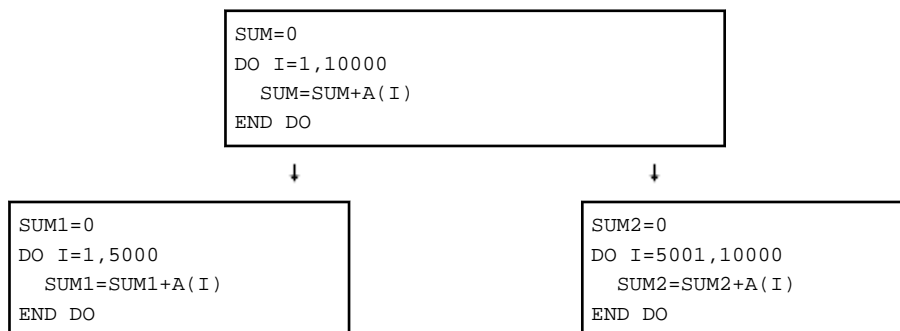 SUM=0
DO I=1,10000
  SUM=SUM+A(I)
END DO
SUM1=0
DO I=1,5000
  SUM1=SUM1+A(I)
END DO
SUM2=0
DO I=5001,10000
  SUM2=SUM2+A(I)
END DO